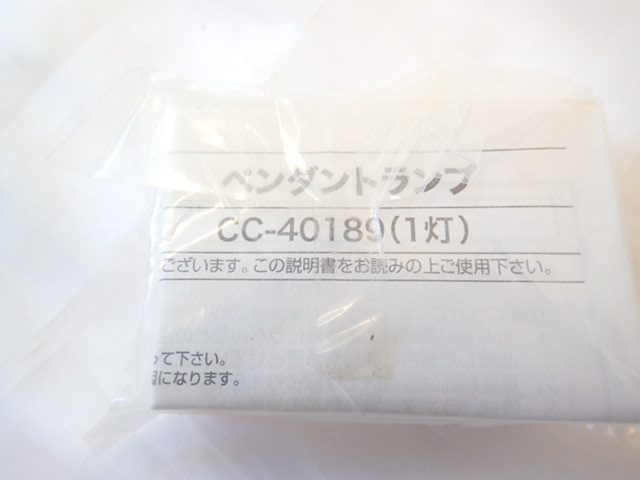 ペンダントランプ
CC-40189(1灯)
ございます。この説明書をお読みの上ご使用下さい。
って下さい。
になります。